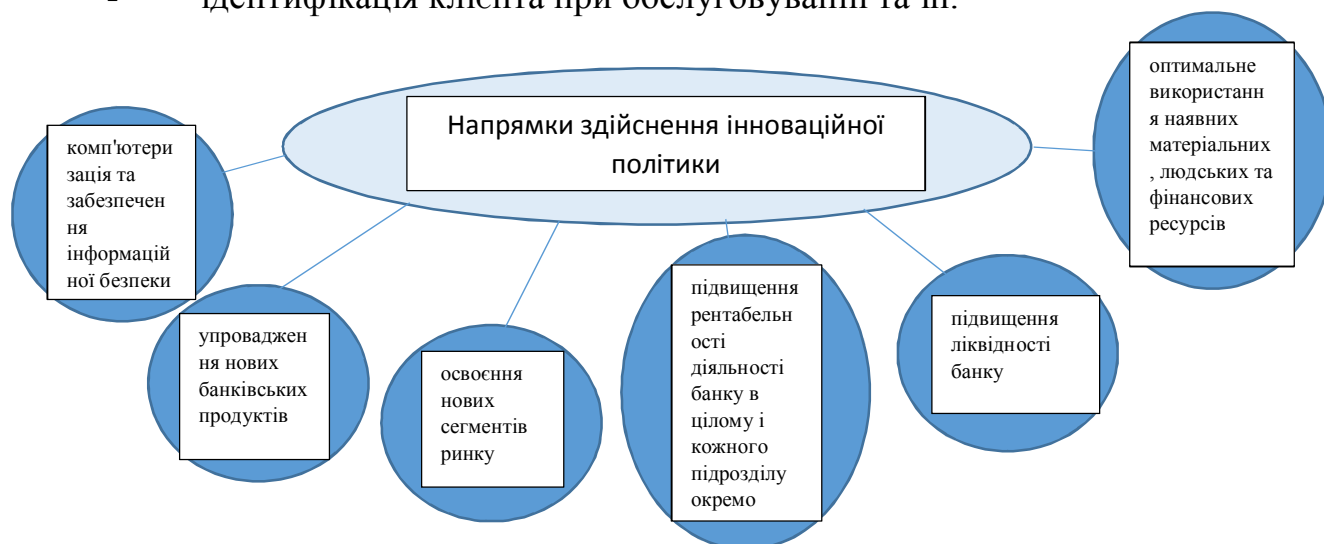 - ідентифікація клієнта при обслуговуванні та ін.
Напрямки здійснення інноваційної
політики
комп'ютери
зація та
забезпечен
ня
інформацій
ної безпеки
упроваджен
ня нових
банківських
продуктів
освоєння
нових
сегментів
ринку
підвищення
рентабельн
ості
діяльності
банку в
цілому і
кожного
підрозділу
окремо
підвищення
ліквідності
банку
оптимальне
використанн
я наявних
матеріальних
, людських та
фінансових
ресурсів